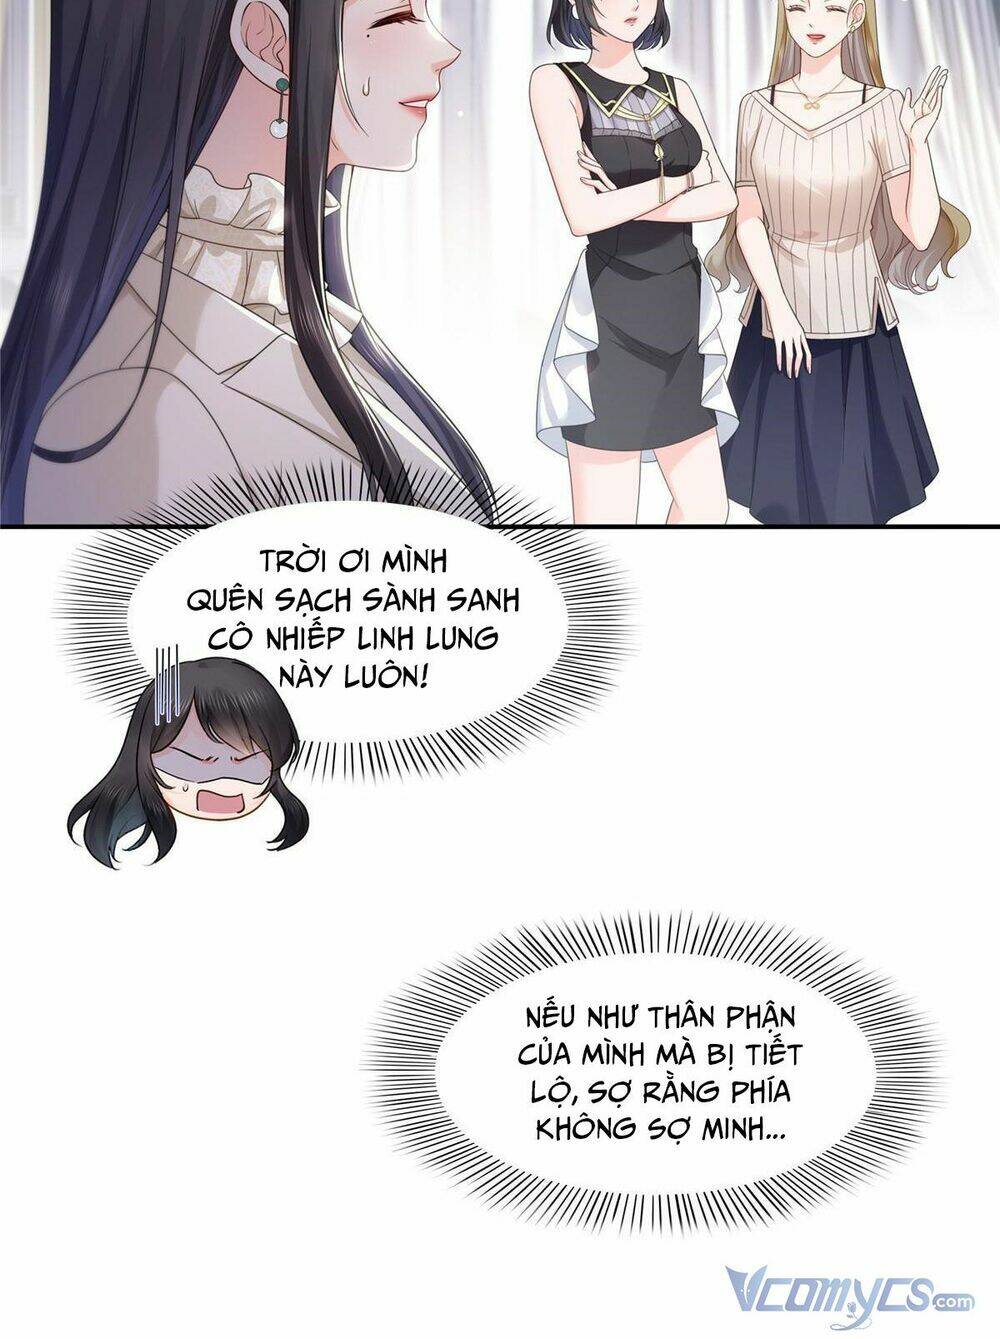 TRỜI ƠI MÌNH
QUÊN SẠCH SÀNH SANH
CÔ NHIẾP LINH LUNG
NÀY LUÔN!
NẾU NHƯ THÂN PHẬN
CỦA MÌNH MÀ BỊ TIẾT
LỘ, SỢ RẰNG PHÍA
KHÔNG SỢ MINH...
VCOMYCS.com